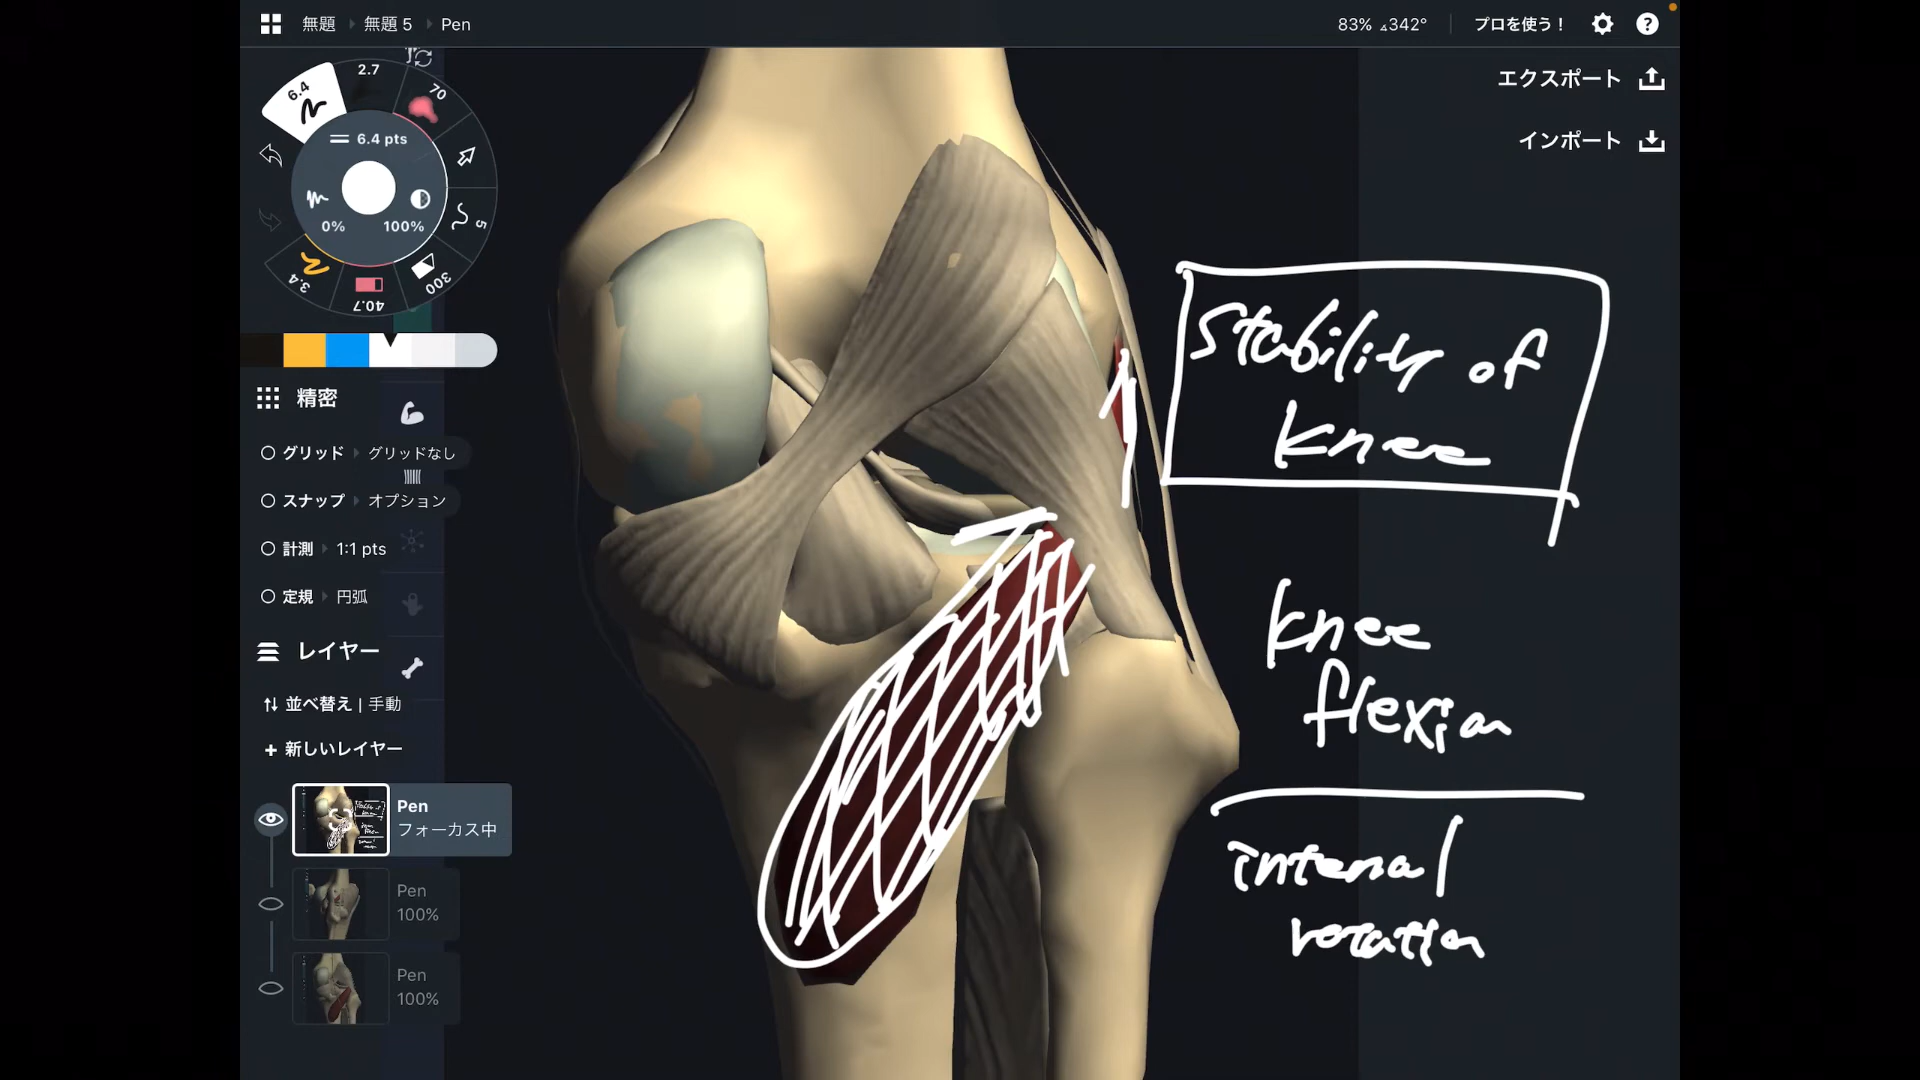 無題 無題 5 Pen
83% ⊿342°
プロを使う！
エクスポート
インポート
2.7
6.4
70
6.4 pts
0%
100%
5
300
40.7
3.4
精密
グリッド グリッドなし
スナップ オプション
計測 1:1 pts
定規 円弧
レイヤー
並べ替え | 手動
+ 新しいレイヤー
Pen
フォーカス中
Pen
100%
Pen
100%
Stability of
knee
knee
flexion
internal
rotation